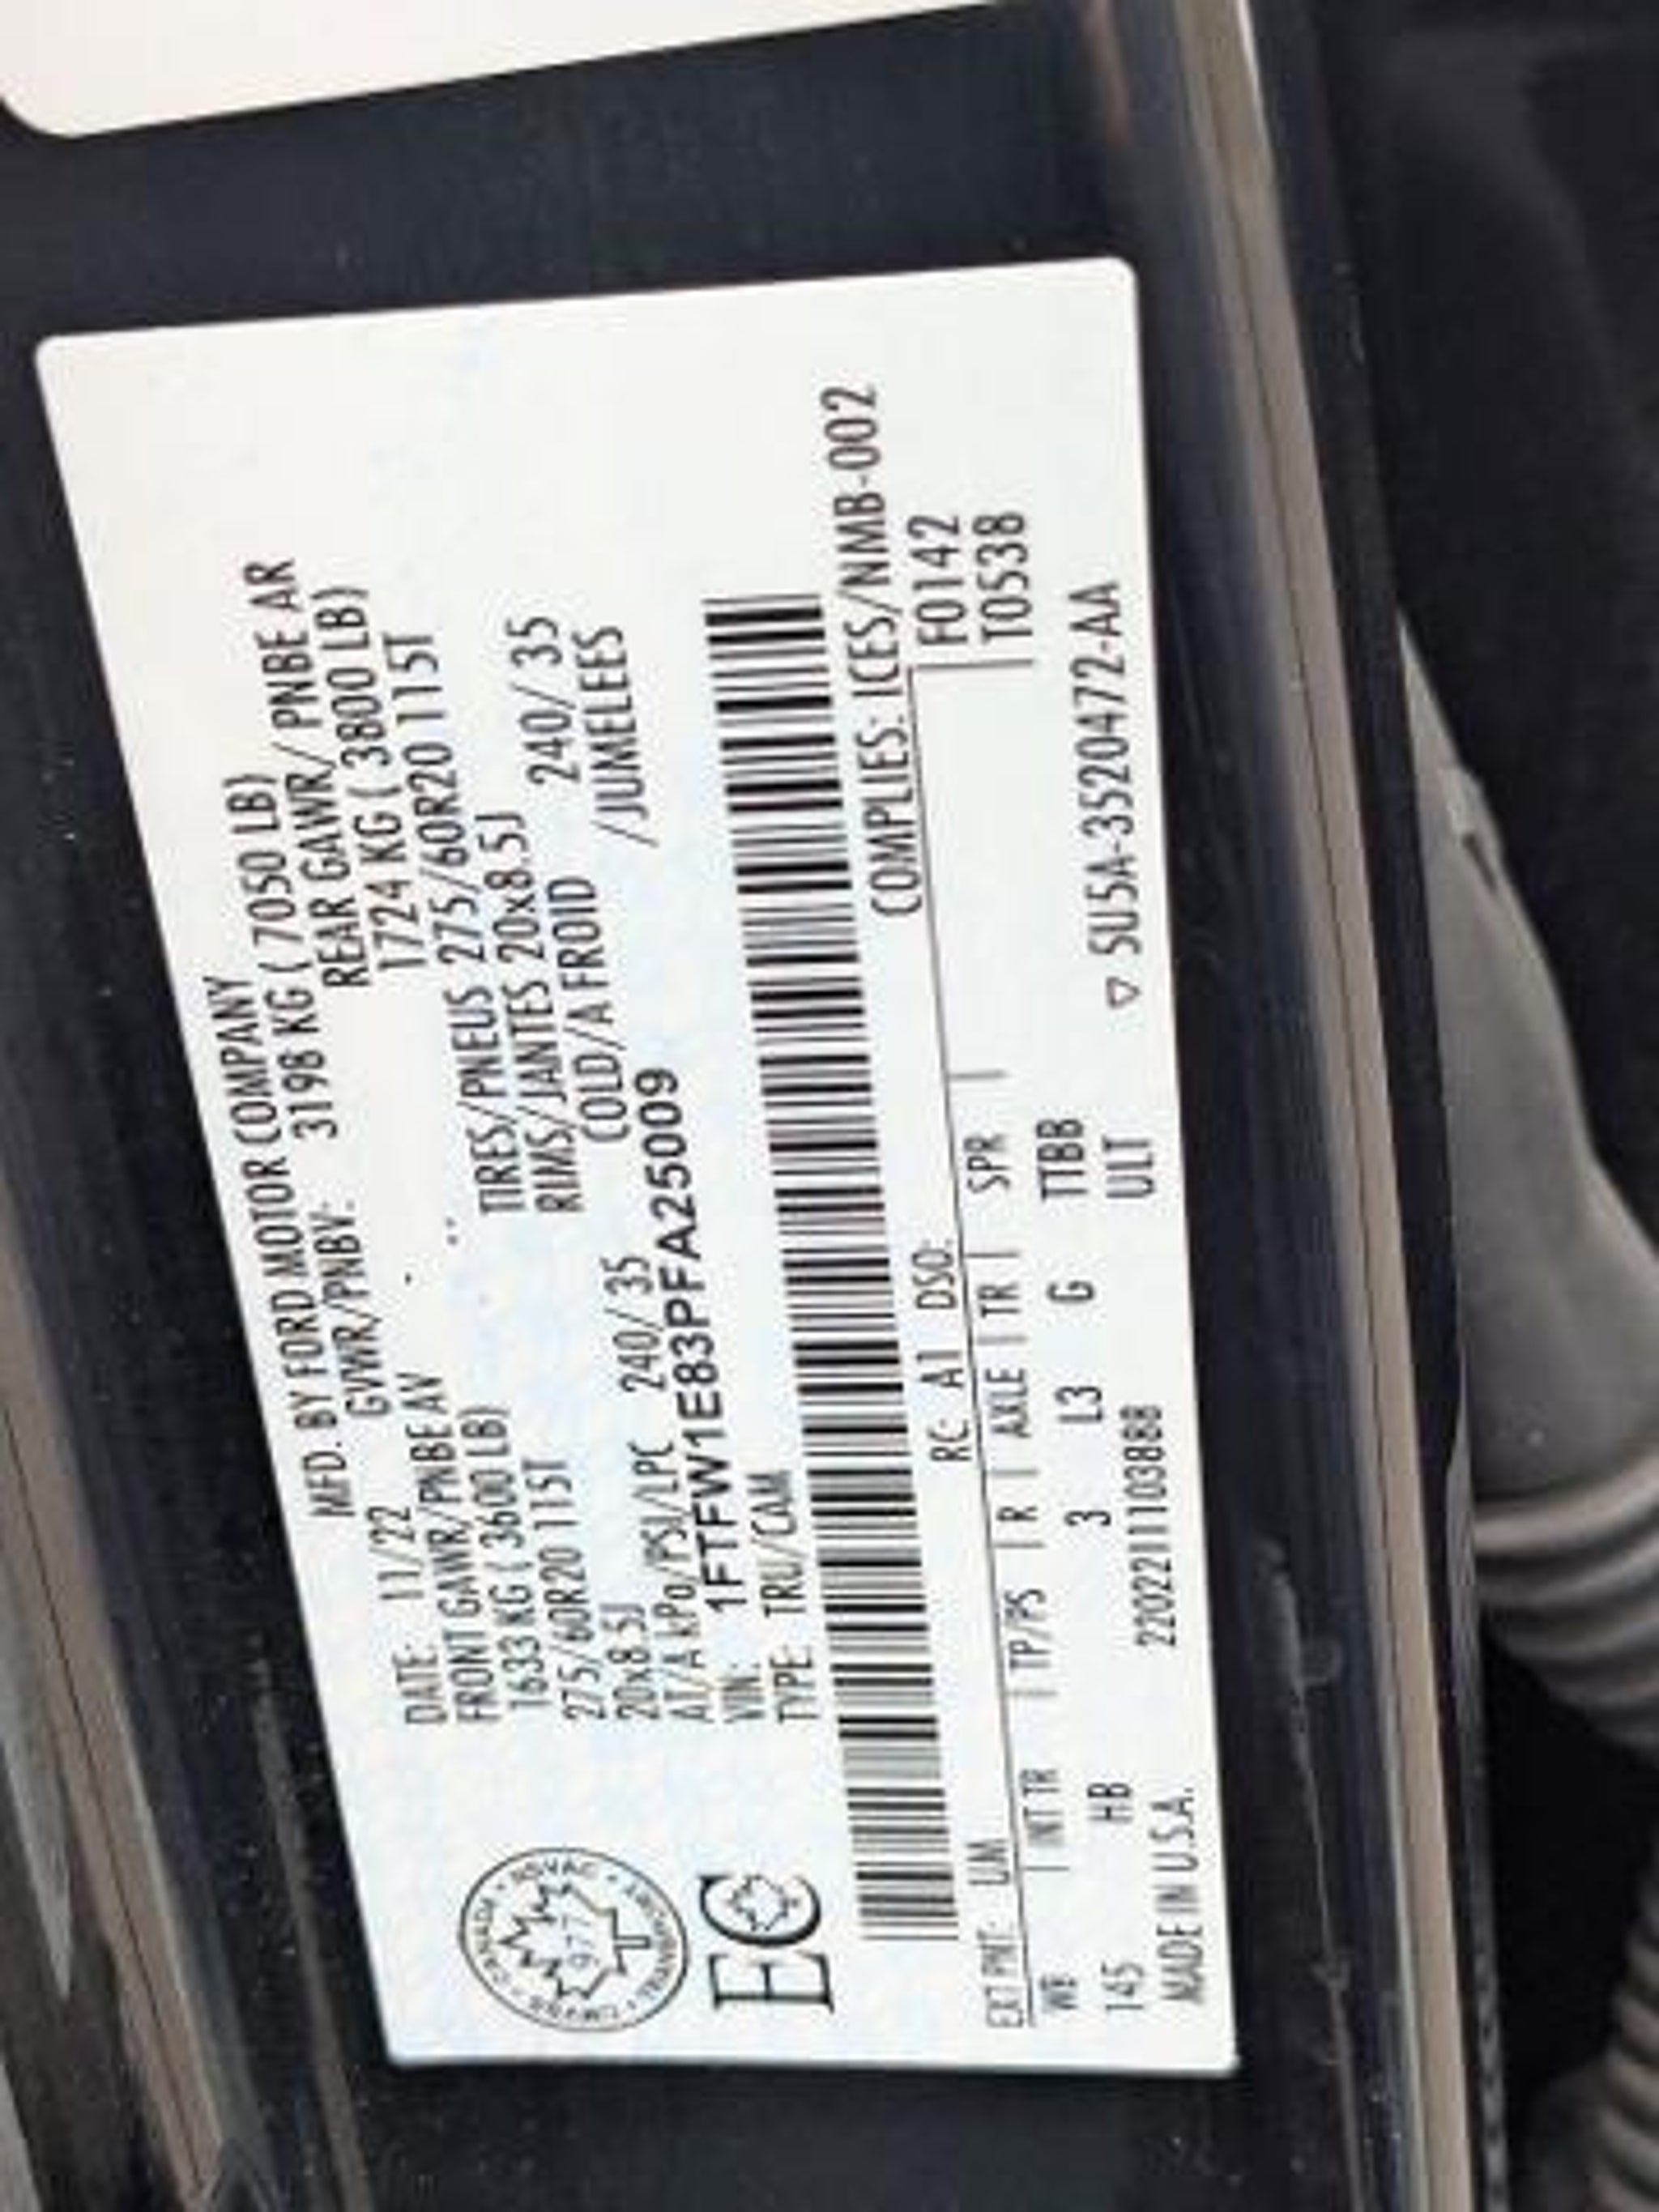 MFD. BY FORD MOTOR COMPANY
DATE: 11/22 GVWR/PNBV: 3198 KG ( 7050 LB)
FRONT GAWR/PNBE AV REAR GAWR/ PNBE AR
1633 KG ( 3600 LB) 1724 KG ( 3800 LB)
275/60R20 115T TIRES/PNEUS 275/60R20 115T
20x8.5J RIMS/JANTES 20x8.5J
AT/A kPa/PSI/LPC 240/ 35 COLD/A FROID 240/ 35
VIN: 1FTFW1E83PFA25009 /JUMELEES
TYPE: TRU/CAM
977
T
EC
COMPLIES: ICES/NMB-002
EXT PNT: UM RC: A1 DSO: F0142
WB | INT TR | TP/PS | R | AXLE | TR | SPR | T0538
145 HB 3 L3 G TTBB
ULT
MADE IN U.S.A. 220221103888
▽ SU5A-3520472-AA